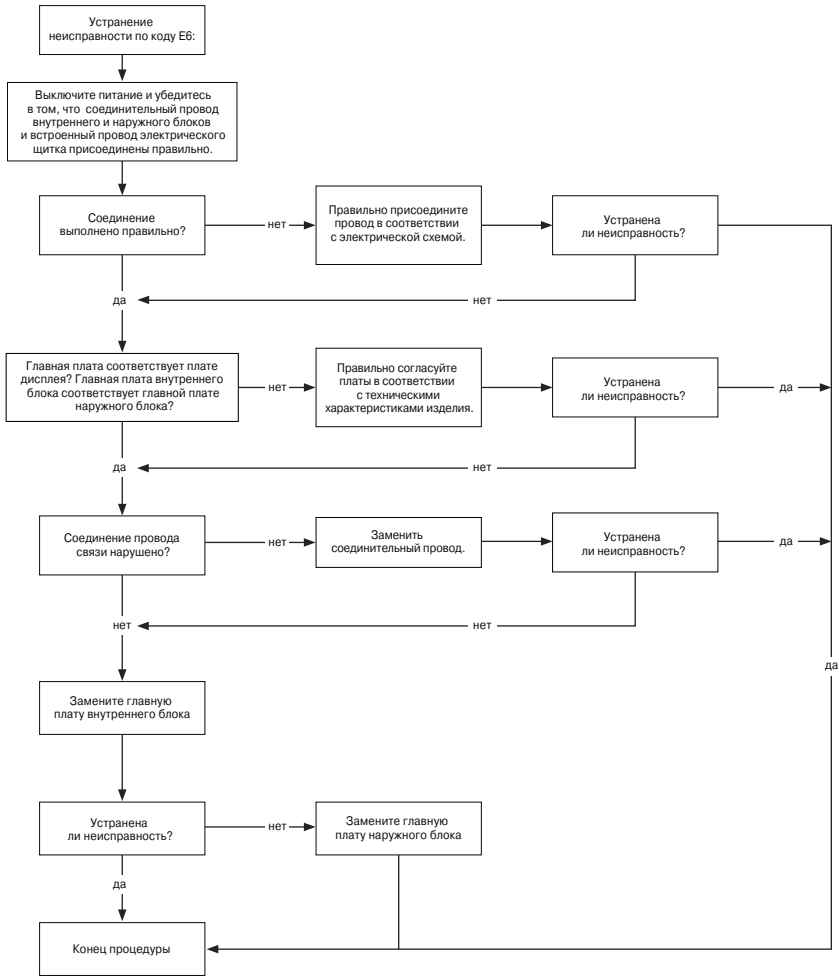 Устранение
неисправности по коду E6:
Выключите питание и убедитесь
в том, что соединительный провод
внутреннего и наружного блоков
и встроенный провод электрического
щитка присоединены правильно.
Соединение
выполнено правильно?
нет
Правильно присоедините
провод в соответствии
с электрической схемой.
Устранена
ли неисправность?
да
нет
Главная плата соответствует плате
дисплея? Главная плата внутреннего
блока соответствует главной плате
наружного блока?
нет
Правильно согласуйте
платы в соответствии
с техническими
характеристиками изделия.
Устранена
ли неисправность?
да
да
нет
Соединение провода
связи нарушено?
нет
Заменить
соединительный провод.
Устранена
ли неисправность?
да
нет
нет
да
Замените главную
плату внутреннего блока
Устранена
ли неисправность?
нет
Замените главную
плату наружного блока
да
Конец процедуры